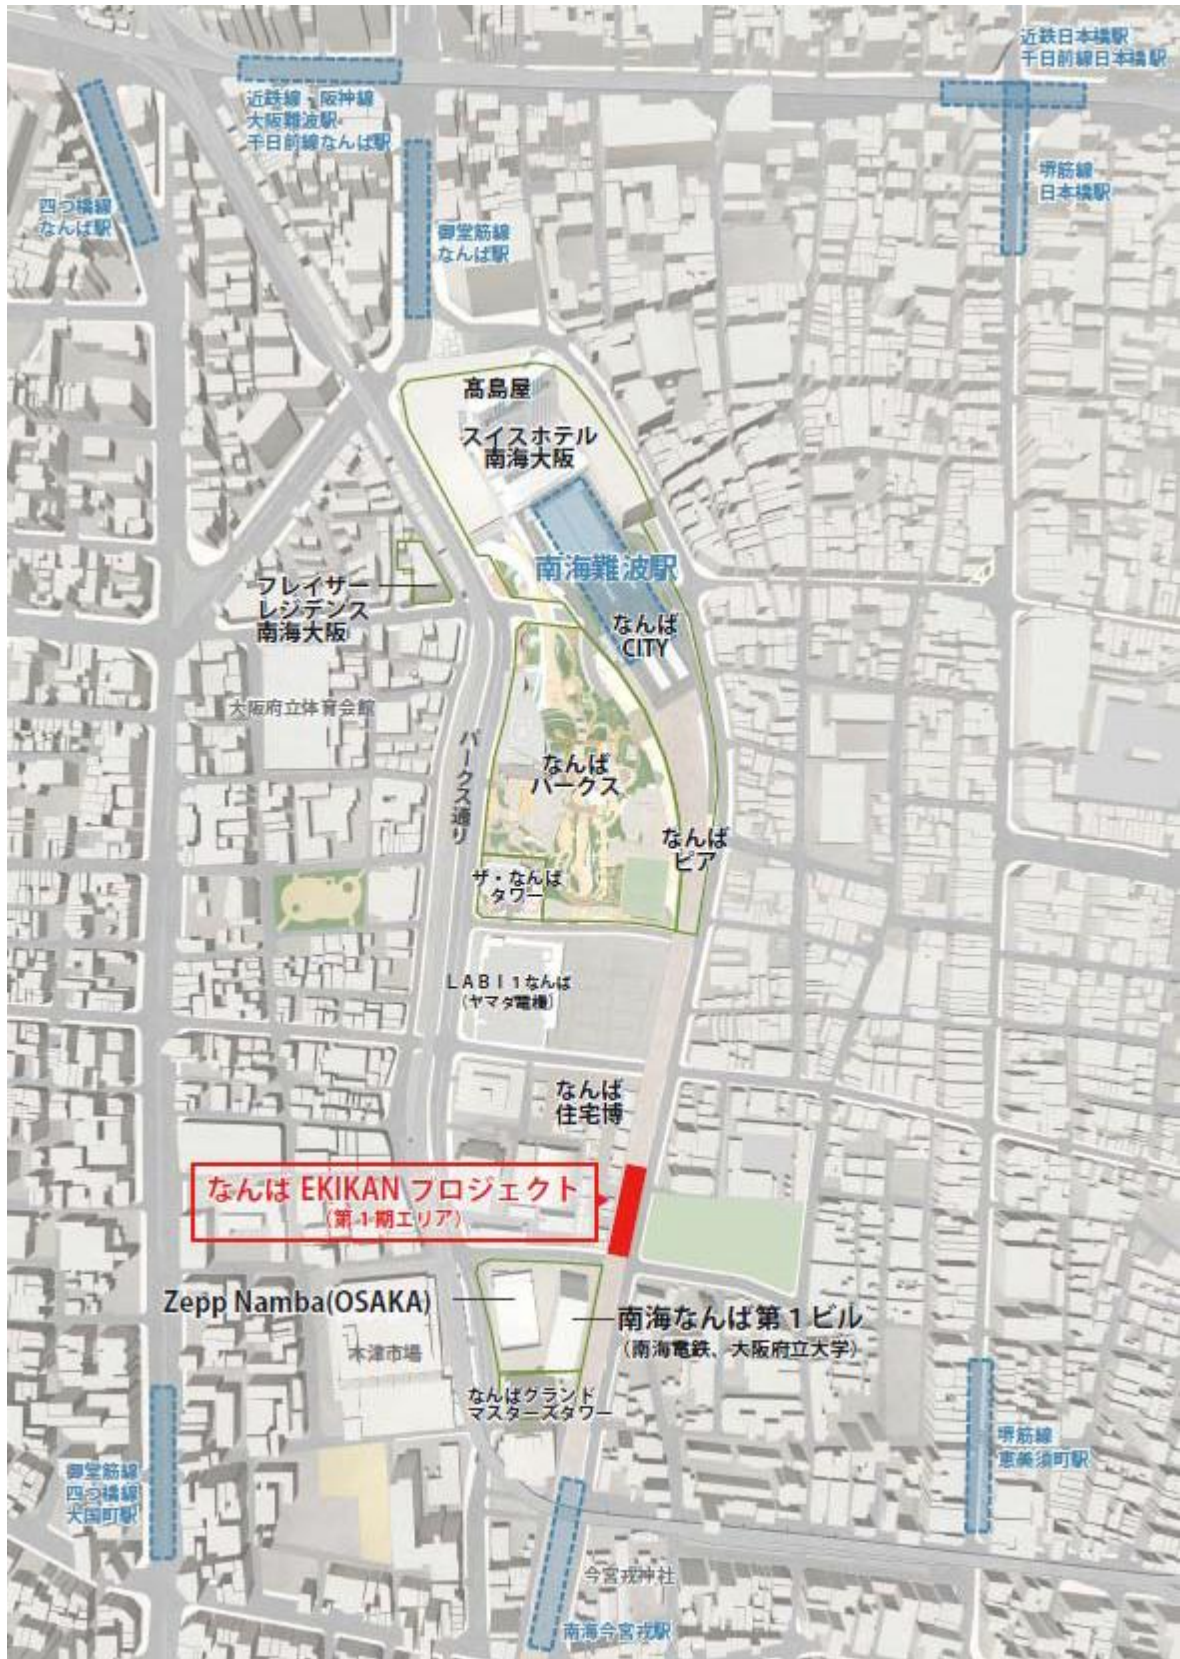 近鉄日本橋駅
千日前線日本橋駅
近鉄線・阪神線
大阪難波駅
千日前線なんば駅
堺筋線
日本橋駅
四つ橋線
なんば駅
御堂筋線
なんば駅
髙島屋
スイスホテル
南海大阪
南海難波駅
フレイザー
レジデンス
南海大阪
なんば
CITY
大阪府立体育会館
パークス通り
なんば
パークス
なんば
ピア
ザ・なんば
タワー
LABI1なんば
(ヤマダ電機)
なんば
住宅博
なんば EKIKAN プロジェクト
(第1期エリア)
Zepp Namba(OSAKA)
南海なんば第1ビル
(南海電鉄、大阪府立大学)
木津市場
なんばグランド
マスターズタワー
堺筋線
恵美須町駅
御堂筋線
四つ橋線
大国町駅
今宮戎神社
南海今宮戎駅